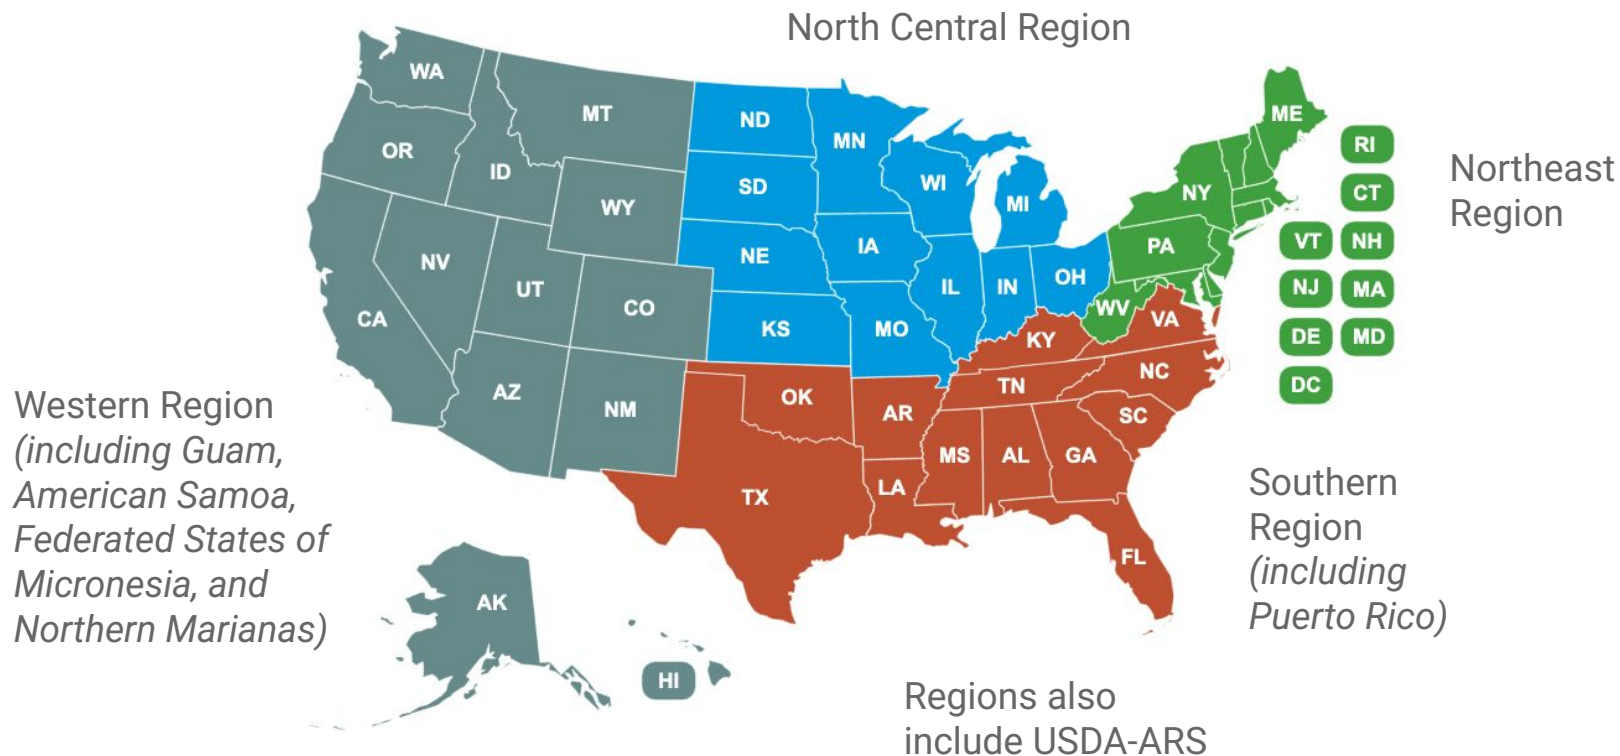 North Central Region
WA
MT
ND
MN
ME
OR
ID
SD
WI
MI
NY
RI
CT
WY
VT
NH
NV
NE
IA
PA
UT
CO
IL
IN
OH
NJ
MA
CA
KS
MO
WV
VA
KY
DE
MD
AZ
NM
OK
AR
TN
NC
SC
DC
TX
LA
MS
AL
GA
FL
AK
HI
Northeast
Region
Western Region
(including Guam,
American Samoa,
Federated States of
Micronesia, and
Northern Marianas)
Southern
Region
(including
Puerto Rico)
Regions also
include USDA-ARS